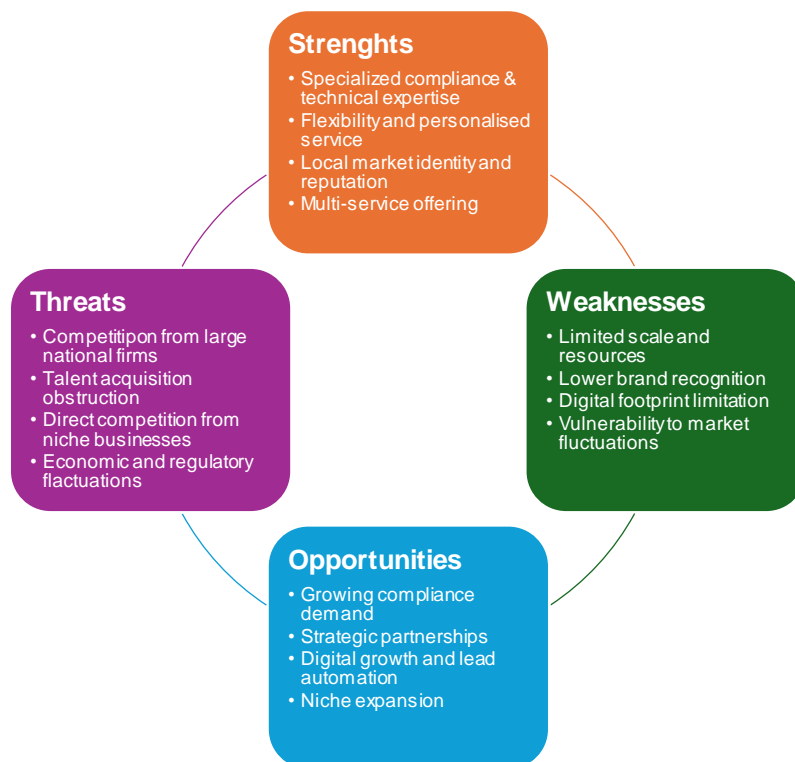 Strenghts
• Specialized compliance &
technical expertise
• Flexibility and personalised
service
• Local market identity and
reputation
• Multi-service offering
Threats
• Competitipon from large
national firms
• Talent acquisition
obstruction
• Direct competition from
niche businesses
• Economic and regulatory
flactuations
Weaknesses
• Limited scale and
resources
• Lower brand recognition
• Digital footprint limitation
• Vulnerability to market
fluctuations
Opportunities
• Growing compliance
demand
• Strategic partnerships
• Digital growth and lead
automation
• Niche expansion